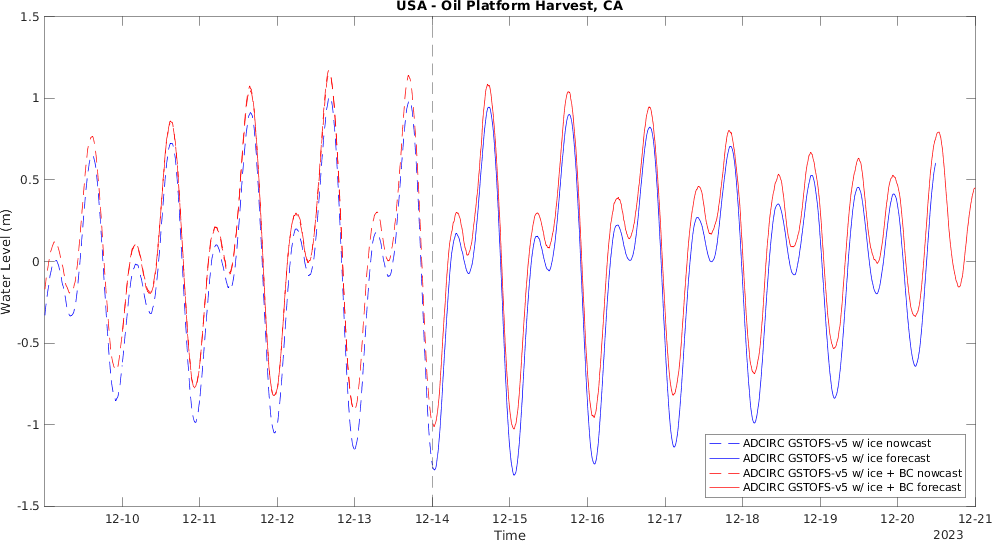 USA - Oil Platform Harvest, CA
1.5
1
0.5
0
-0.5
-1
-1.5
Water Level (m)
12-10 12-11 12-12 12-13 12-14 12-15 12-16 12-17 12-18 12-19 12-20 12-21
Time
2023
ADCIRC GSTOFS-v5 w/ ice nowcast
ADCIRC GSTOFS-v5 w/ ice forecast
ADCIRC GSTOFS-v5 w/ ice + BC nowcast
ADCIRC GSTOFS-v5 w/ ice + BC forecast